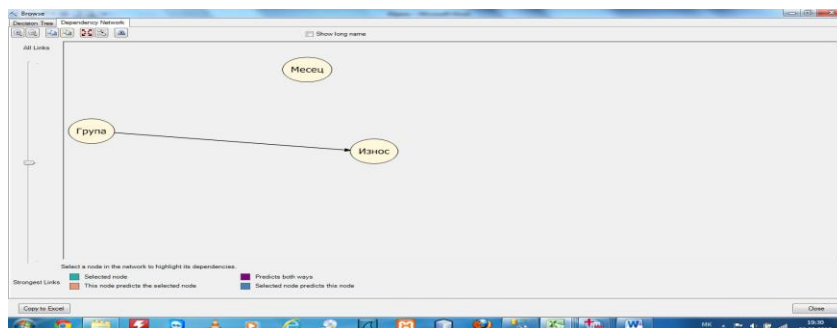 Browse
Decision Tree Dependency Network
Show long name
All Links
Месец
Група
Износ
Select a node in the network to highlight its dependencies.
Selected node
Predicts both ways
Strongest Links
This node predicts the selected node
Selected node predicts this node
Copy to Excel
Close
MK